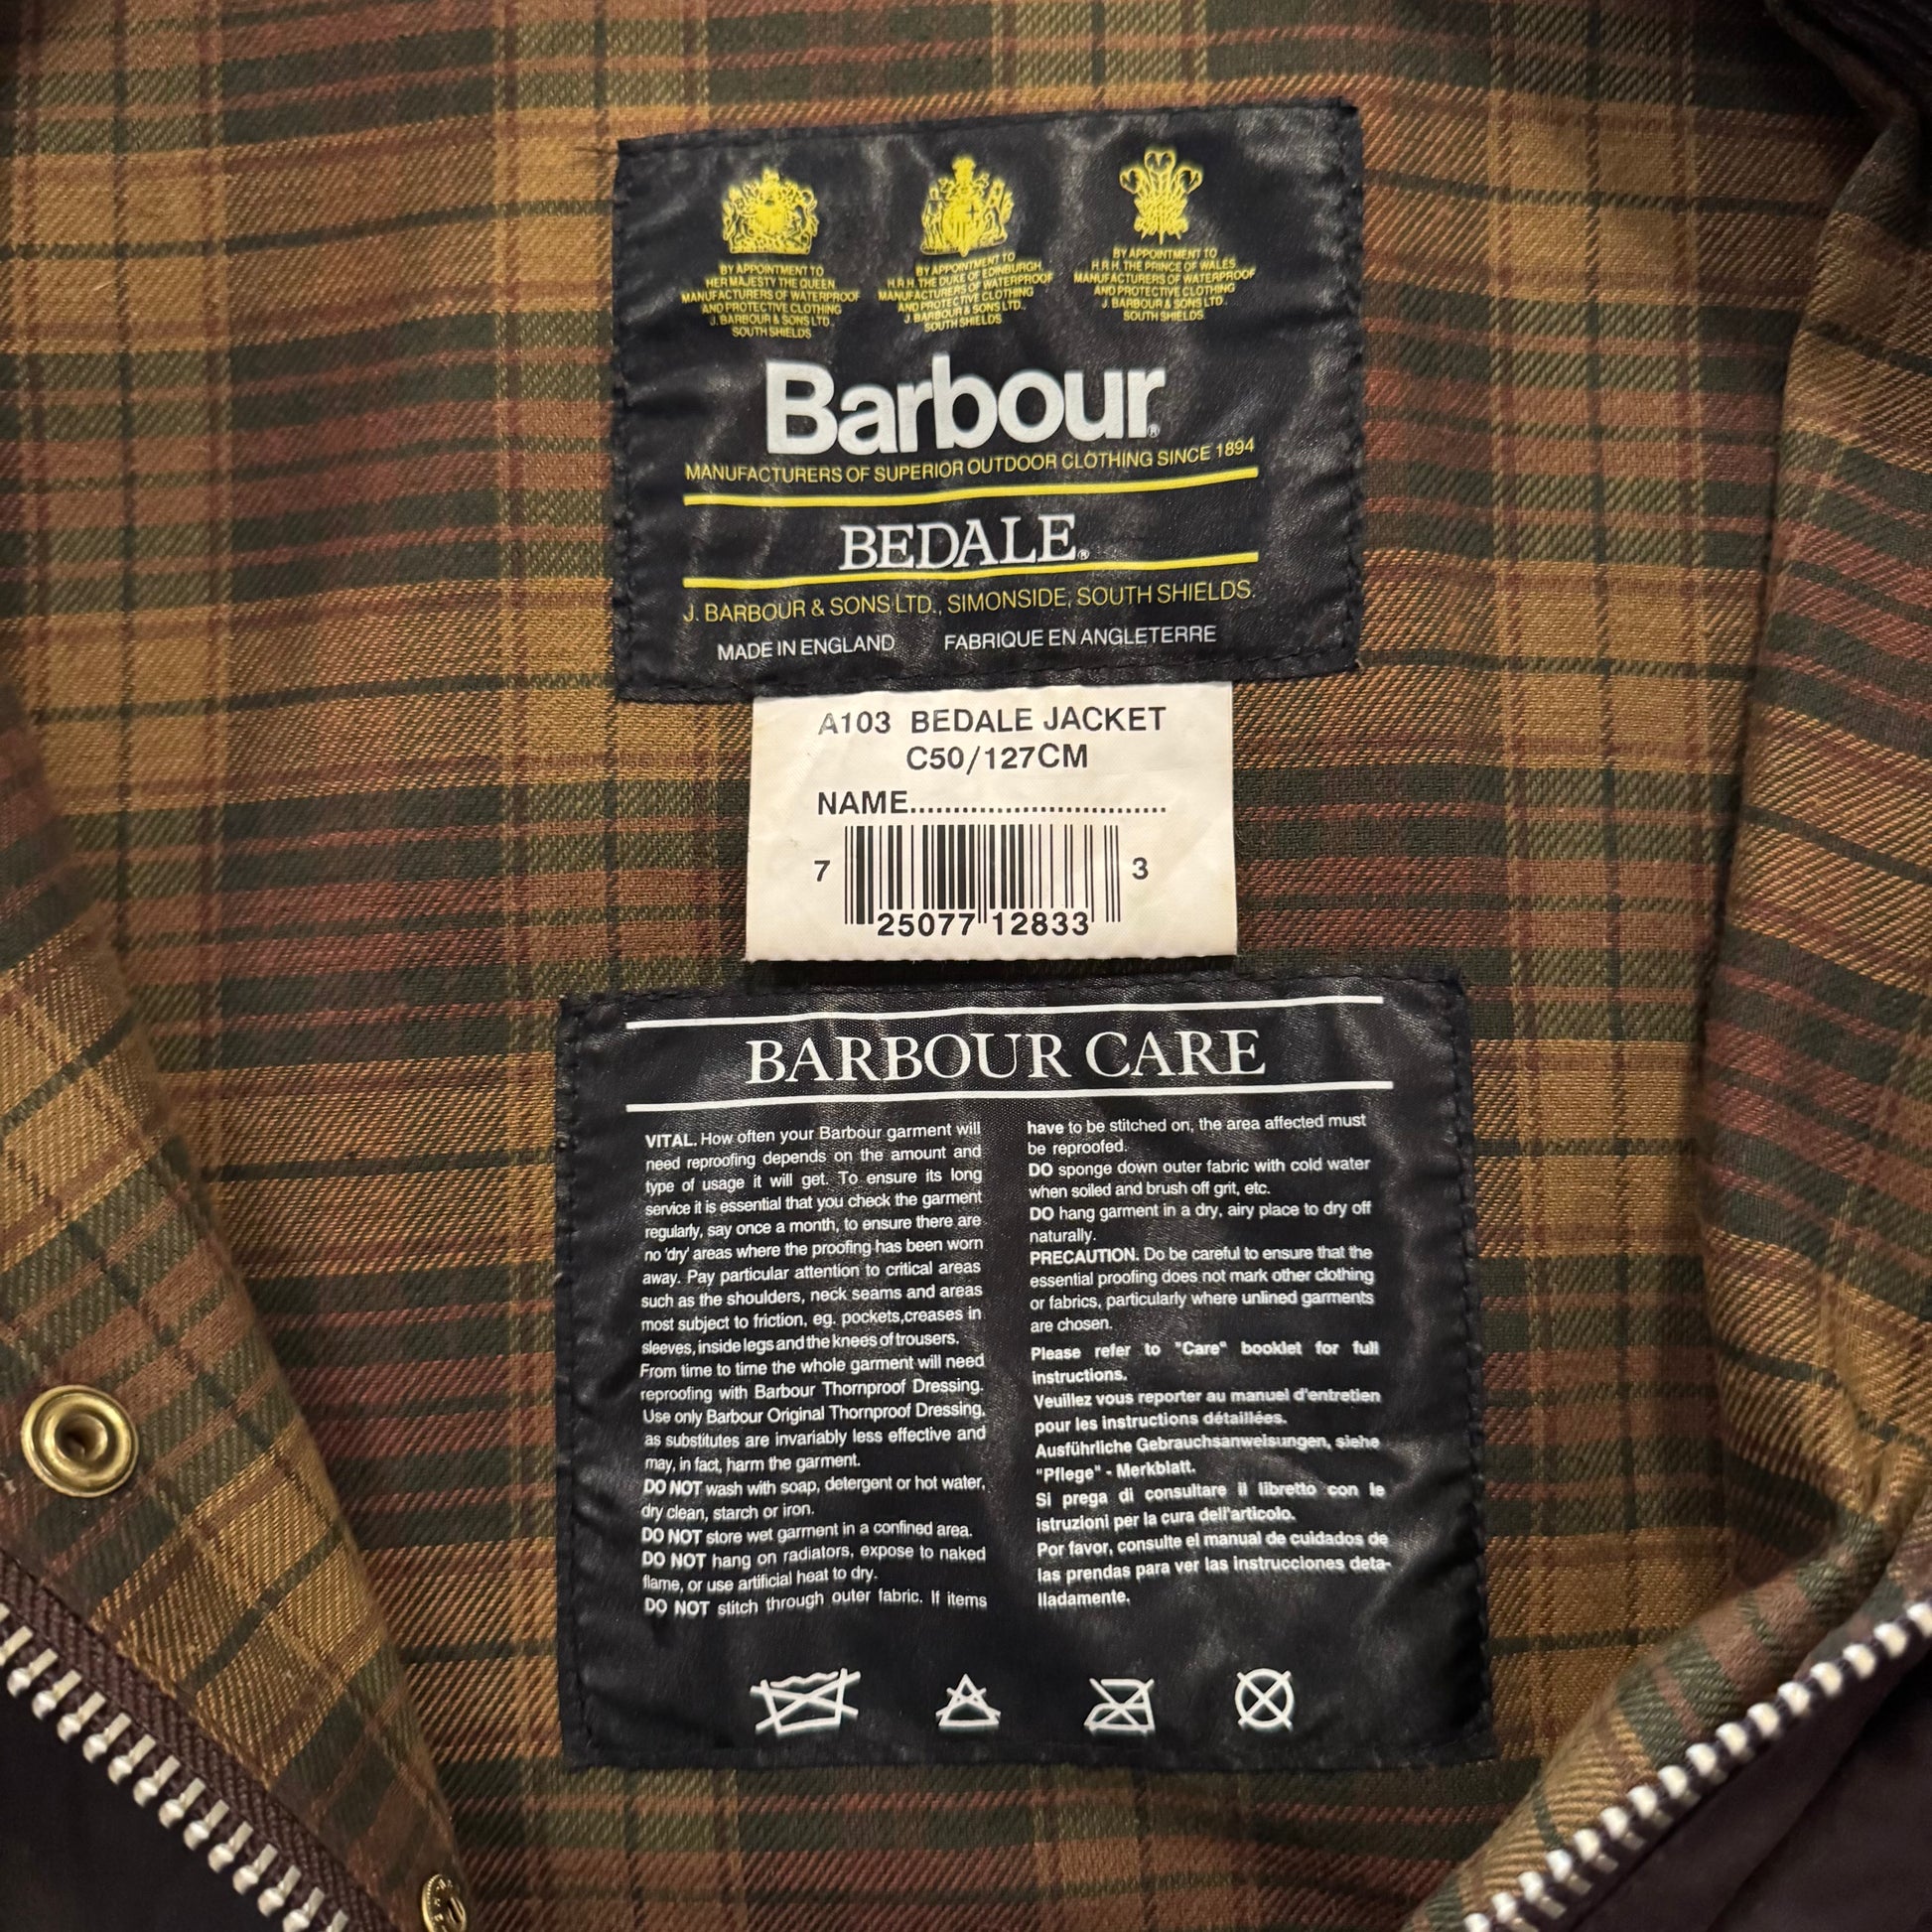 BY APPOINTMENT TO
HER MAJESTY THE QUEEN
MANUFACTURERS OF WATERPROOF
AND PROTECTIVE CLOTHING
J. BARBOUR & SONS LTD.,
SOUTH SHIELDS
BY APPOINTMENT TO
H.R.H. THE DUKE OF EDINBURGH
MANUFACTURERS OF WATERPROOF
AND PROTECTIVE CLOTHING
J. BARBOUR & SONS LTD.,
SOUTH SHIELDS
BY APPOINTMENT TO
H.R.H. THE PRINCE OF WALES
MANUFACTURERS OF WATERPROOF
AND PROTECTIVE CLOTHING
J. BARBOUR & SONS LTD.
SOUTH SHIELDS
Barbour®
MANUFACTURERS OF SUPERIOR OUTDOOR CLOTHING SINCE 1894
BEDALE®
J. BARBOUR & SONS LTD., SIMONSIDE, SOUTH SHIELDS.
MADE IN ENGLAND FABRIQUE EN ANGLETERRE
A103 BEDALE JACKET
C50/127CM
NAME..............................
7 25077 12833 3
BARBOUR CARE
VITAL. How often your Barbour garment will
need reproofing depends on the amount and
type of usage it will get. To ensure its long
service it is essential that you check the garment
regularly, say once a month, to ensure there are
no 'dry' areas where the proofing has been worn
away. Pay particular attention to critical areas
such as the shoulders, neck seams and areas
most subject to friction, eg. pockets,creases in
sleeves, inside legs and the knees of trousers.
From time to time the whole garment will need
reproofing with Barbour Thornproof Dressing.
Use only Barbour Original Thornproof Dressing,
as substitutes are invariably less effective and
may, in fact, harm the garment.
DO NOT wash with soap, detergent or hot water,
dry clean, starch or iron.
DO NOT store wet garment in a confined area.
DO NOT hang on radiators, expose to naked
flame, or use artificial heat to dry.
DO NOT stitch through outer fabric. If items
have to be stitched on, the area affected must
be reproofed.
DO sponge down outer fabric with cold water
when soiled and brush off grit, etc.
DO hang garment in a dry, airy place to dry off
naturally.
PRECAUTION. Do be careful to ensure that the
essential proofing does not mark other clothing
or fabrics, particularly where unlined garments
are chosen.
Please refer to "Care" booklet for full
instructions.
Veuillez vous reporter au manuel d'entretien
pour les instructions détaillées.
Ausführliche Gebrauchsanweisungen, siehe
"Pflege" - Merkblatt.
Si prega di consultare il libretto con le
istruzioni per la cura dell'articolo.
Por favor, consulte el manual de cuidados de
las prendas para ver las instrucciones deta-
lladamente.